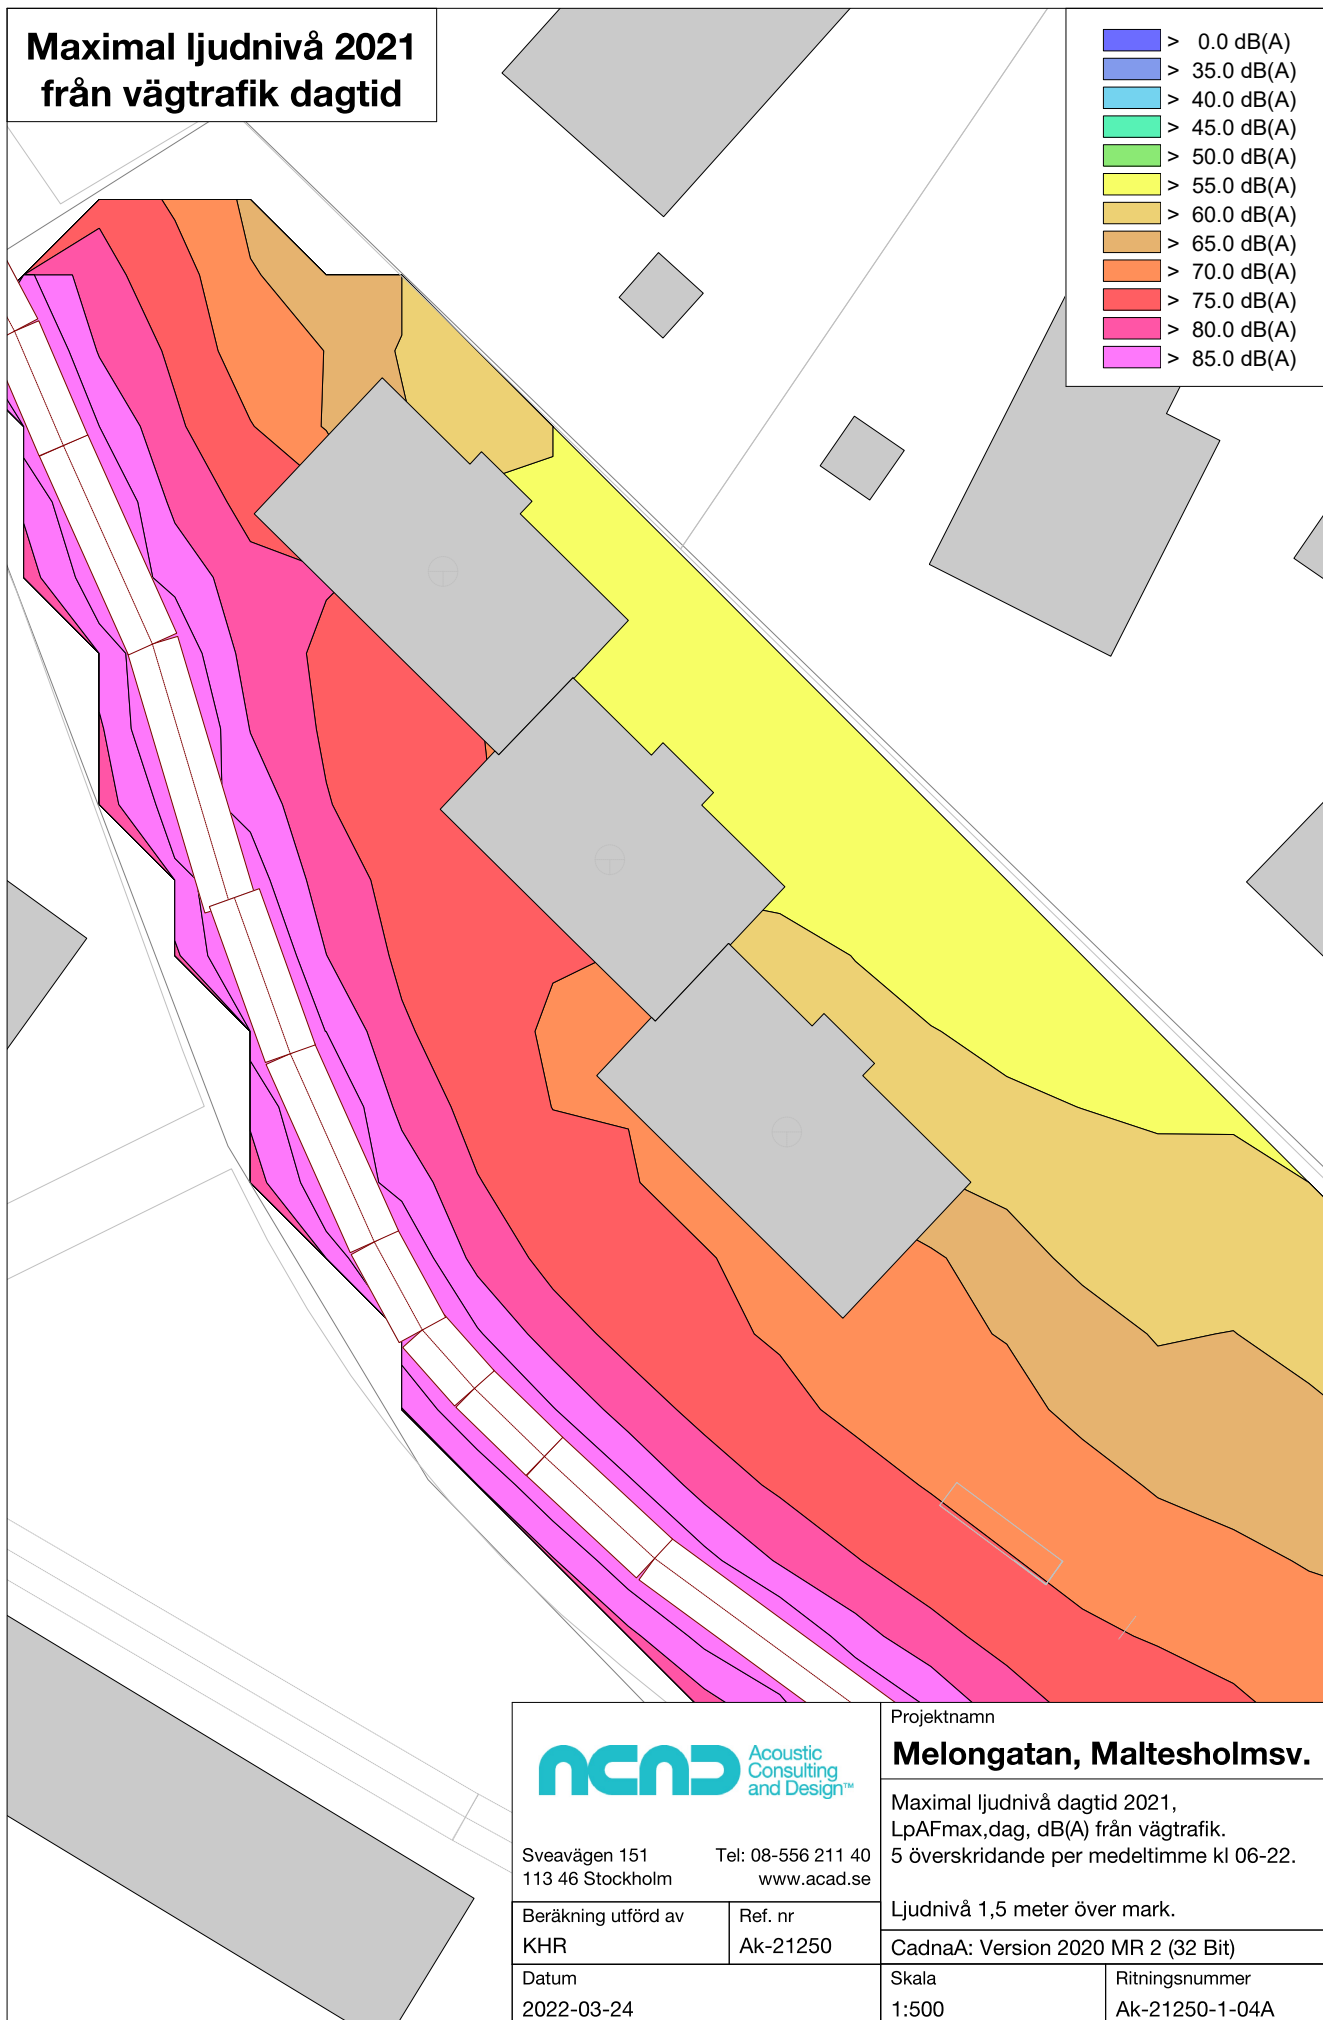 Maximal ljudnivå 2021
från vägtrafik dagtid
> 0.0 dB(A)
> 35.0 dB(A)
> 40.0 dB(A)
> 45.0 dB(A)
> 50.0 dB(A)
> 55.0 dB(A)
> 60.0 dB(A)
> 65.0 dB(A)
> 70.0 dB(A)
> 75.0 dB(A)
> 80.0 dB(A)
> 85.0 dB(A)
ACAD
Acoustic
Consulting
and Design™
Sveavägen 151 Tel: 08-556 211 40
113 46 Stockholm www.acad.se
Beräkning utförd av
KHR
Ref. nr
Ak-21250
Datum
2022-03-24
Projektnamn
Melongatan, Maltesholmsv.
Maximal ljudnivå dagtid 2021,
LpAFmax,dag, dB(A) från vägtrafik.
5 överskridande per medeltimme kl 06-22.
Ljudnivå 1,5 meter över mark.
CadnaA: Version 2020 MR 2 (32 Bit)
Skala
1:500
Ritningsnummer
Ak-21250-1-04A